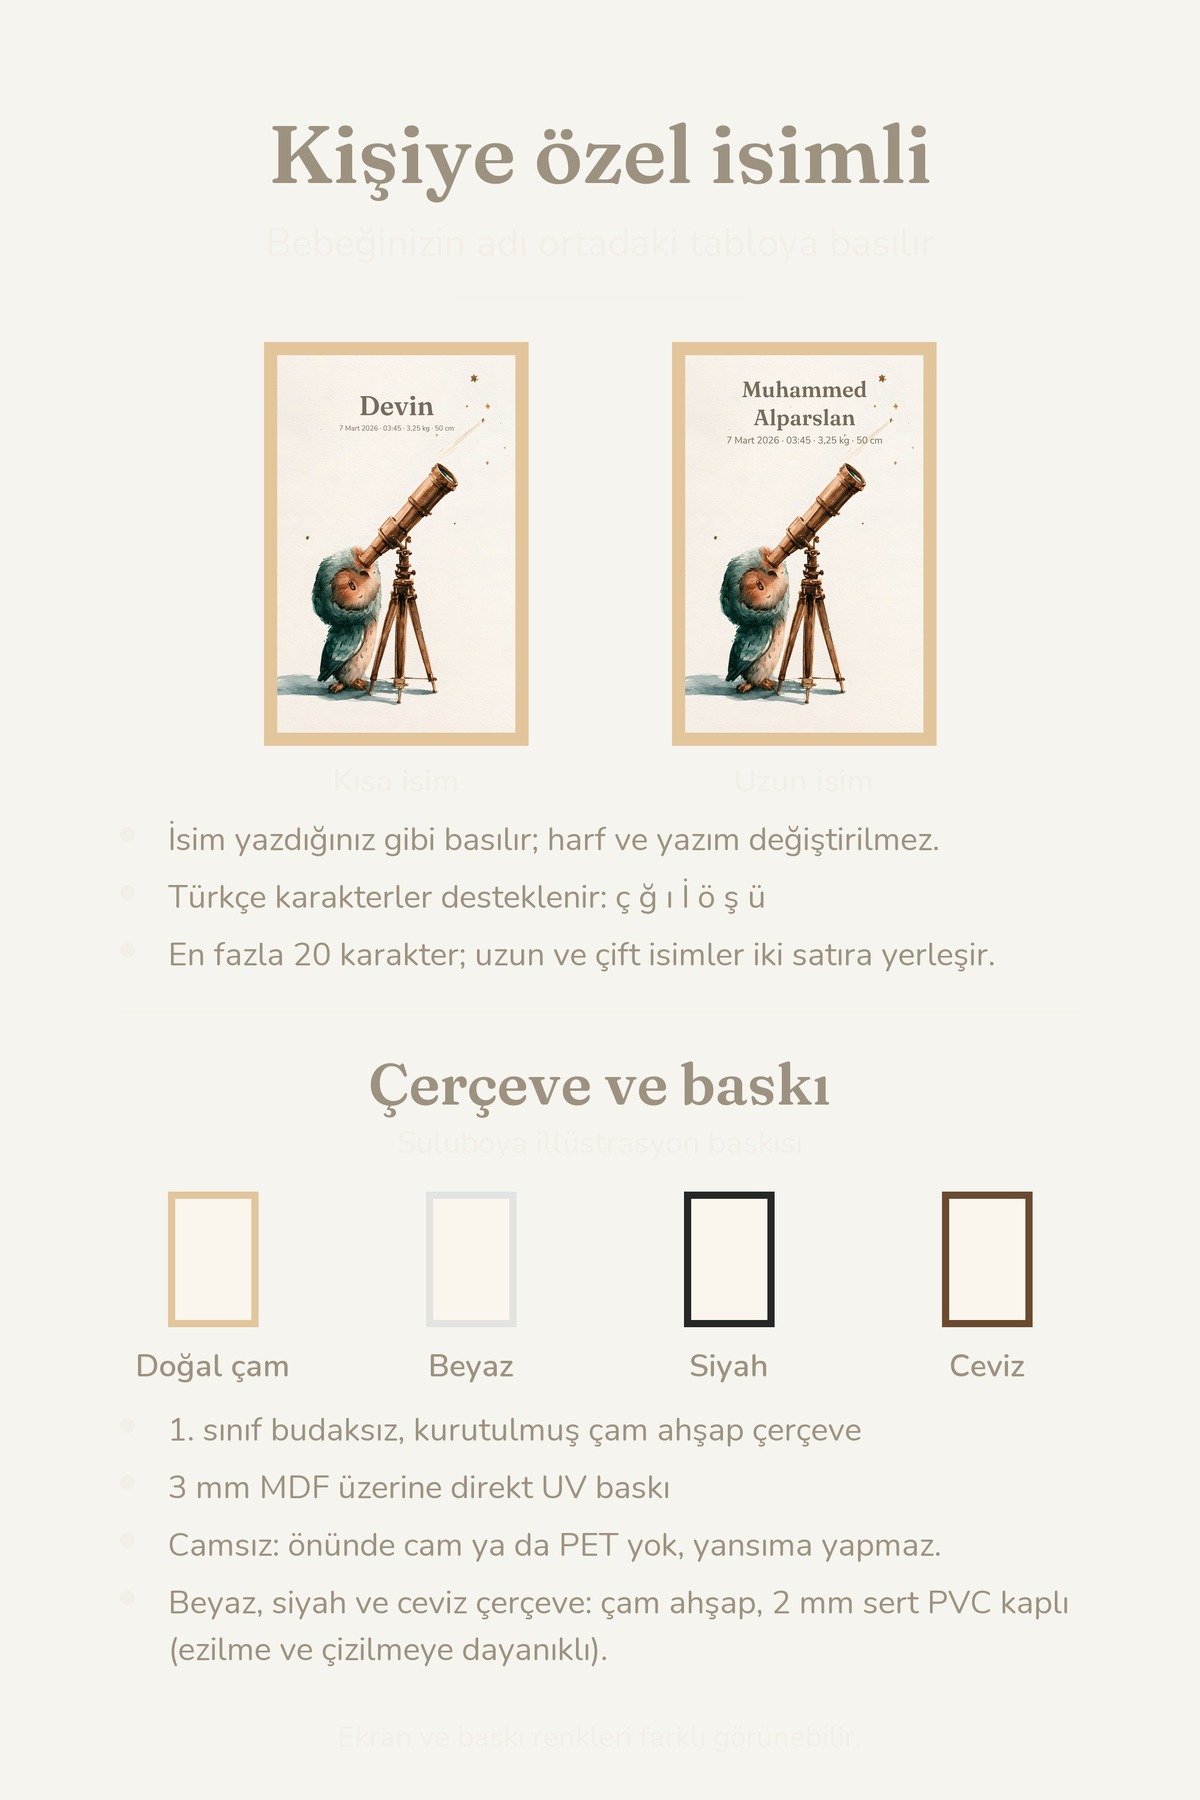 Kişiye özel isimli
Bebeğinizin adı ortadaki tabloya basılır
Devin
7 Mart 2026 · 03:45 · 3,25 kg · 50 cm
Muhammed
Alparslan
7 Mart 2026 · 03:45 · 3,25 kg · 50 cm
Kısa isim
Uzun isim
İsim yazdığınız gibi basılır; harf ve yazım değiştirilmez.
Türkçe karakterler desteklenir: ç ğ ı İ ö ş ü
En fazla 20 karakter; uzun ve çift isimler iki satıra yerleşir.
Çerçeve ve baskı
Suluboya illüstrasyon baskısı
Doğal çam
Beyaz
Siyah
Ceviz
1. sınıf budaksız, kurutulmuş çam ahşap çerçeve
3 mm MDF üzerine direkt UV baskı
Camsız: önünde cam ya da PET yok, yansıma yapmaz.
Beyaz, siyah ve ceviz çerçeve: çam ahşap, 2 mm sert PVC kaplı
(ezilme ve çizilmeye dayanıklı).
Ekran ve baskı renkleri farklı görünebilir.